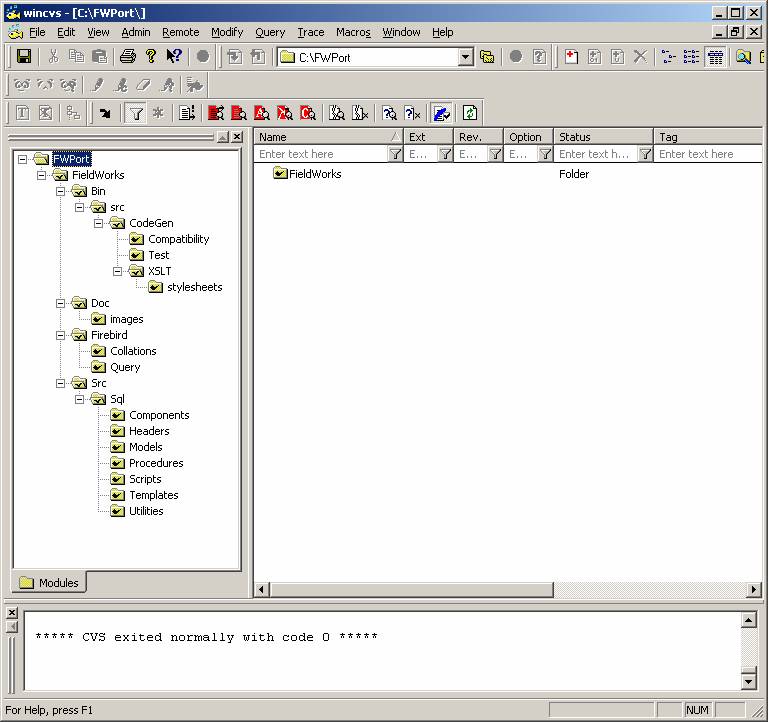 wincvs - [C:\FWPort\]
File Edit View Admin Remote Modify Query Trace Macros Window Help
C:\FWPort
Name Ext Rev. Option Status Tag
Enter text here E... E... E... Enter text h... Enter text here
FieldWorks Folder
FWPort
FieldWorks
Bin
src
CodeGen
Compatibility
Test
XSLT
stylesheets
Doc
images
Firebird
Collations
Query
Src
Sql
Components
Headers
Models
Procedures
Scripts
Templates
Utilities
Modules
***** CVS exited normally with code 0 *****
For Help, press F1 NUM